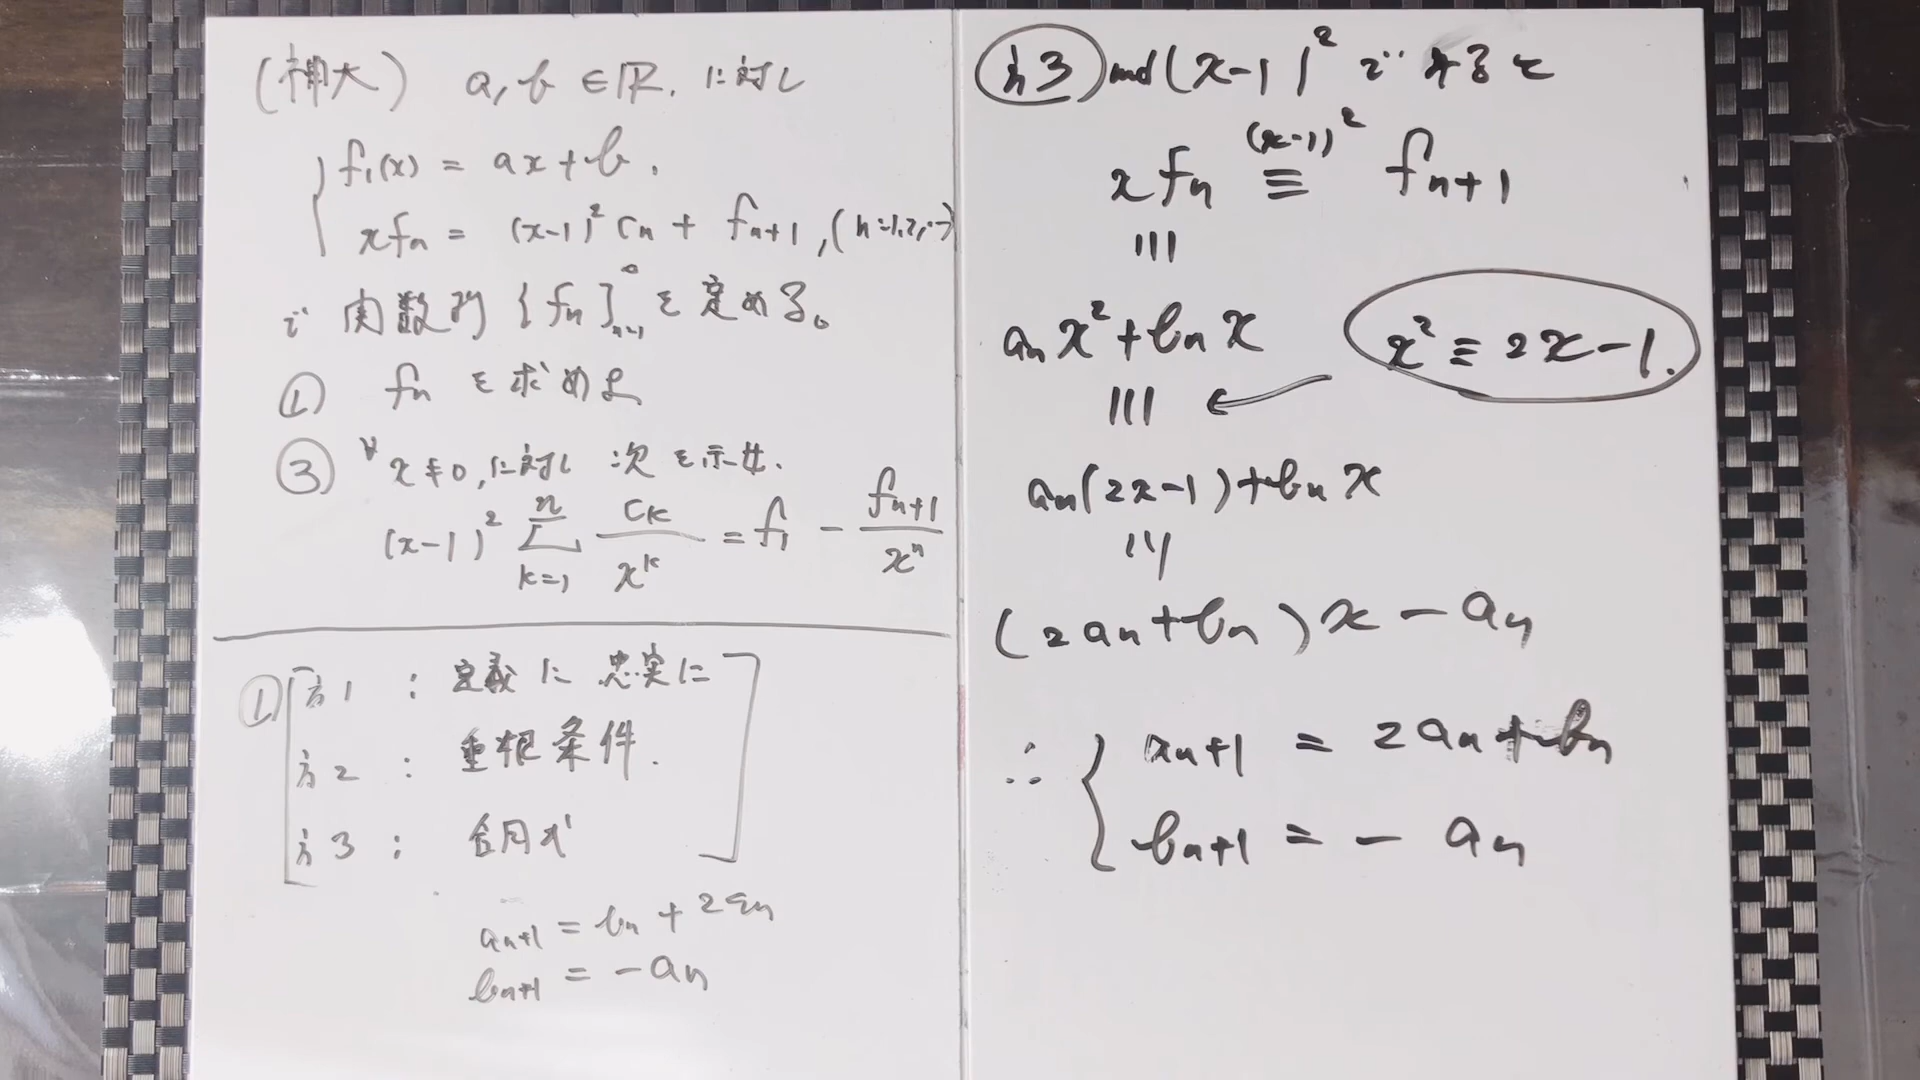 (神大) a, b ∈ ℝ, に対し
f₁(x) = ax + b.
xfn = (x-1)² Cn + fn+1, (n=1,2,…)
で 関数列 {fn}∞n=1 を定める。
① fn を求めよ
③ ∀x≠0, に対し 次を示せ.
(x-1)² Σ[k=1→n] Ck/x^k = f₁ - fn+1/xⁿ
① 方1 : 定義に忠実に
方2 : 重根条件.
方3 : 合同式
an+1 = bn + 2an
bn+1 = -an
方3 mod (x-1)² で 考ると
xfn ≡ fn+1
(x-1)²
|||
anx² + bnx
x² ≡ 2x-1.
||| ←
an(2x-1) + bnx
||
(2an + bn)x - an
∴ { xn+1 = 2an + bn
bn+1 = - an